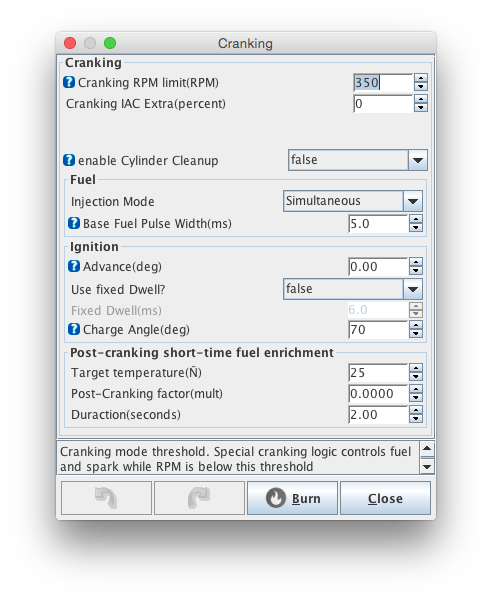 Cranking
Cranking
? Cranking RPM limit(RPM) 350
Cranking IAC Extra(percent) 0
? enable Cylinder Cleanup false
Fuel
Injection Mode Simultaneous
? Base Fuel Pulse Width(ms) 5.0
Ignition
? Advance(deg) 0.00
Use fixed Dwell? false
Fixed Dwell(ms) 6.0
? Charge Angle(deg) 70
Post-cranking short-time fuel enrichment
Target temperature(Ñ) 25
Post-Cranking factor(mult) 0.0000
Duraction(seconds) 2.00
Cranking mode threshold. Special cranking logic controls fuel
and spark while RPM is below this threshold
Burn Close